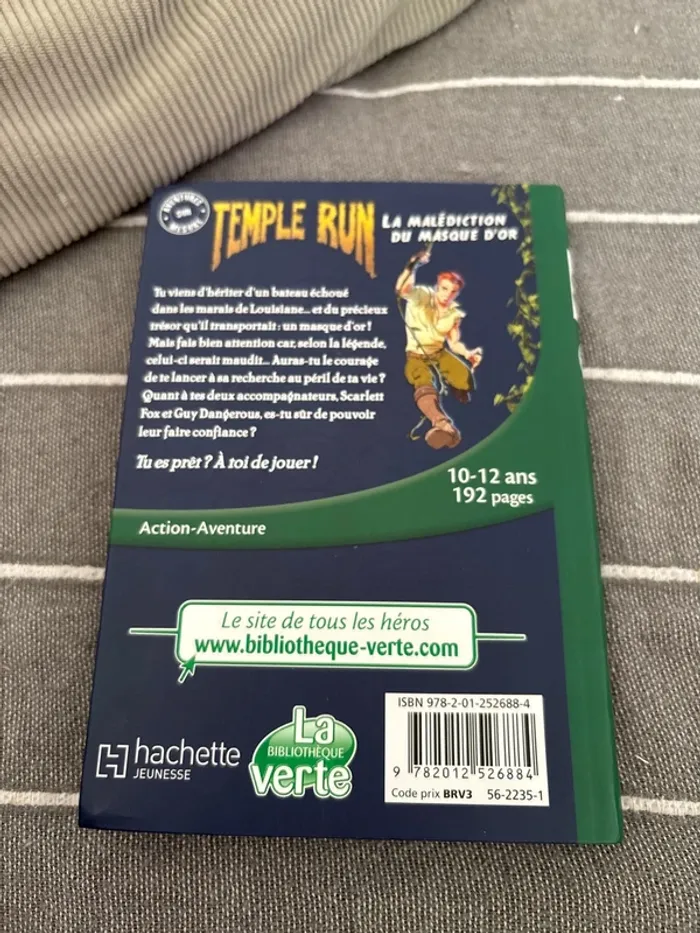 AVENTURES
SUR
MESURE
TEMPLE RUN
LA MALÉDICTION
DU MASQUE D'OR
Tu viens d'hériter d'un bateau échoué
dans les marais de Louisiane... et du précieux
trésor qu'il transportait : un masque d'or !
Mais fais bien attention car, selon la légende,
celui-ci serait maudit... Auras-tu le courage
de te lancer à sa recherche au péril de ta vie ?
Quant à tes deux accompagnateurs, Scarlett
Fox et Guy Dangerous, es-tu sûr de pouvoir
leur faire confiance ?
Tu es prêt ? À toi de jouer !
10-12 ans
192 pages
Action-Aventure
Le site de tous les héros
www.bibliotheque-verte.com
hachette
JEUNESSE
La
BIBLIOTHÈQUE
verte
ISBN 978-2-01-252688-4
9 782012 526884
Code prix BRV3 56-2235-1